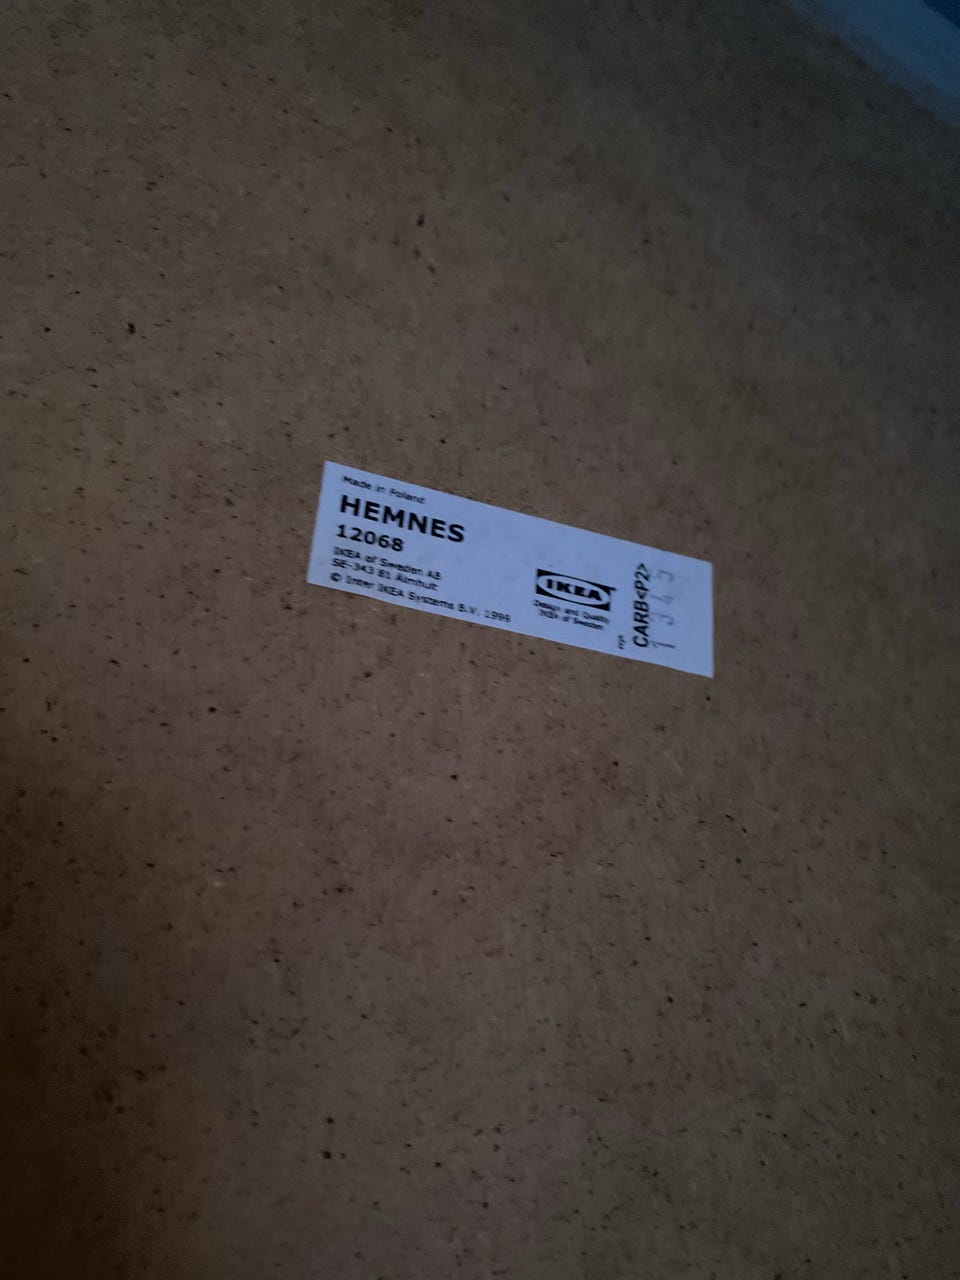 Made in Poland
HEMNES
12068
IKEA of Sweden AB
SE-343 81 Älmhult
© Inter IKEA Systems B.V. 1999
IKEA
Design and Quality
IKEA of Sweden
CARB<P2>